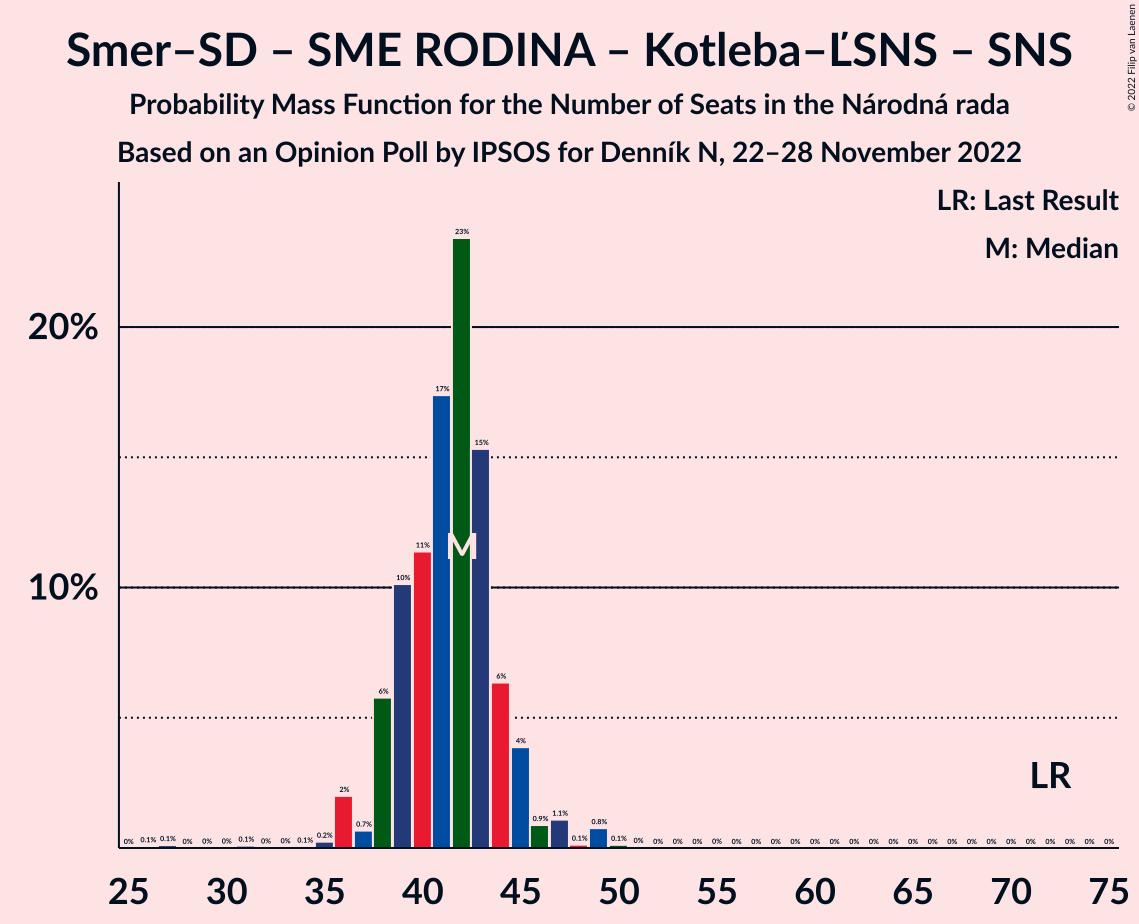 Smer–SD – SME RODINA – Kotleba–ĽSNS – SNS
Probability Mass Function for the Number of Seats in the Národná rada
Based on an Opinion Poll by IPSOS for Denník N, 22–28 November 2022
© 2022 Filip van Laenen
LR: Last Result
M: Median
20%
10%
0% 0.1% 0.1% 0% 0% 0% 0.1% 0% 0% 0.1% 0.2% 2% 0.7% 6% 10% 11% 17% 23% 15% 6% 4% 0.9% 1.1% 0.1% 0.8% 0.1% 0% 0% 0% 0% 0% 0% 0% 0% 0% 0% 0% 0% 0% 0% 0% 0% 0% 0% 0% 0% 0% 0% 0% 0% 0%
M
LR
25 30 35 40 45 50 55 60 65 70 75